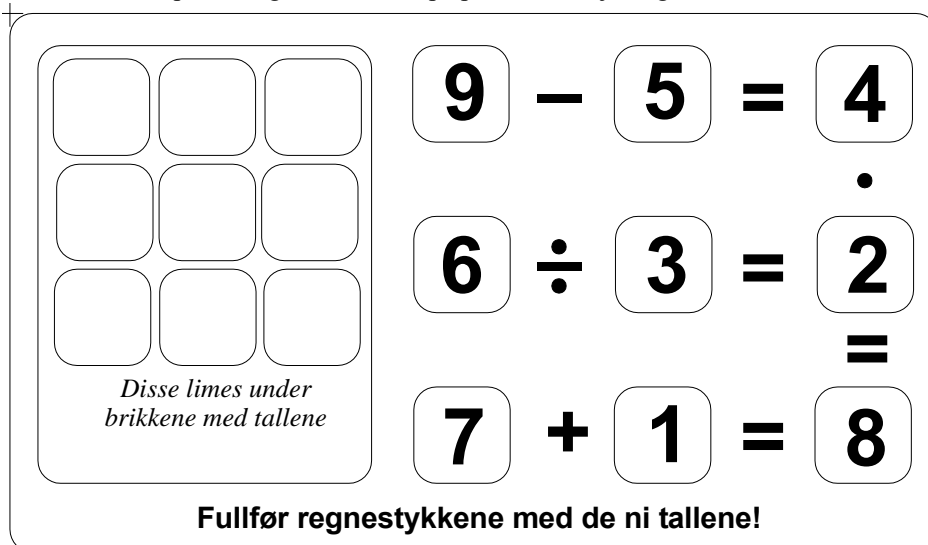 9 – 5 = 4
·
6 ÷ 3 = 2
=
7 + 1 = 8
Disse limes under
brikkene med tallene
Fullfør regnestykkene med de ni tallene!